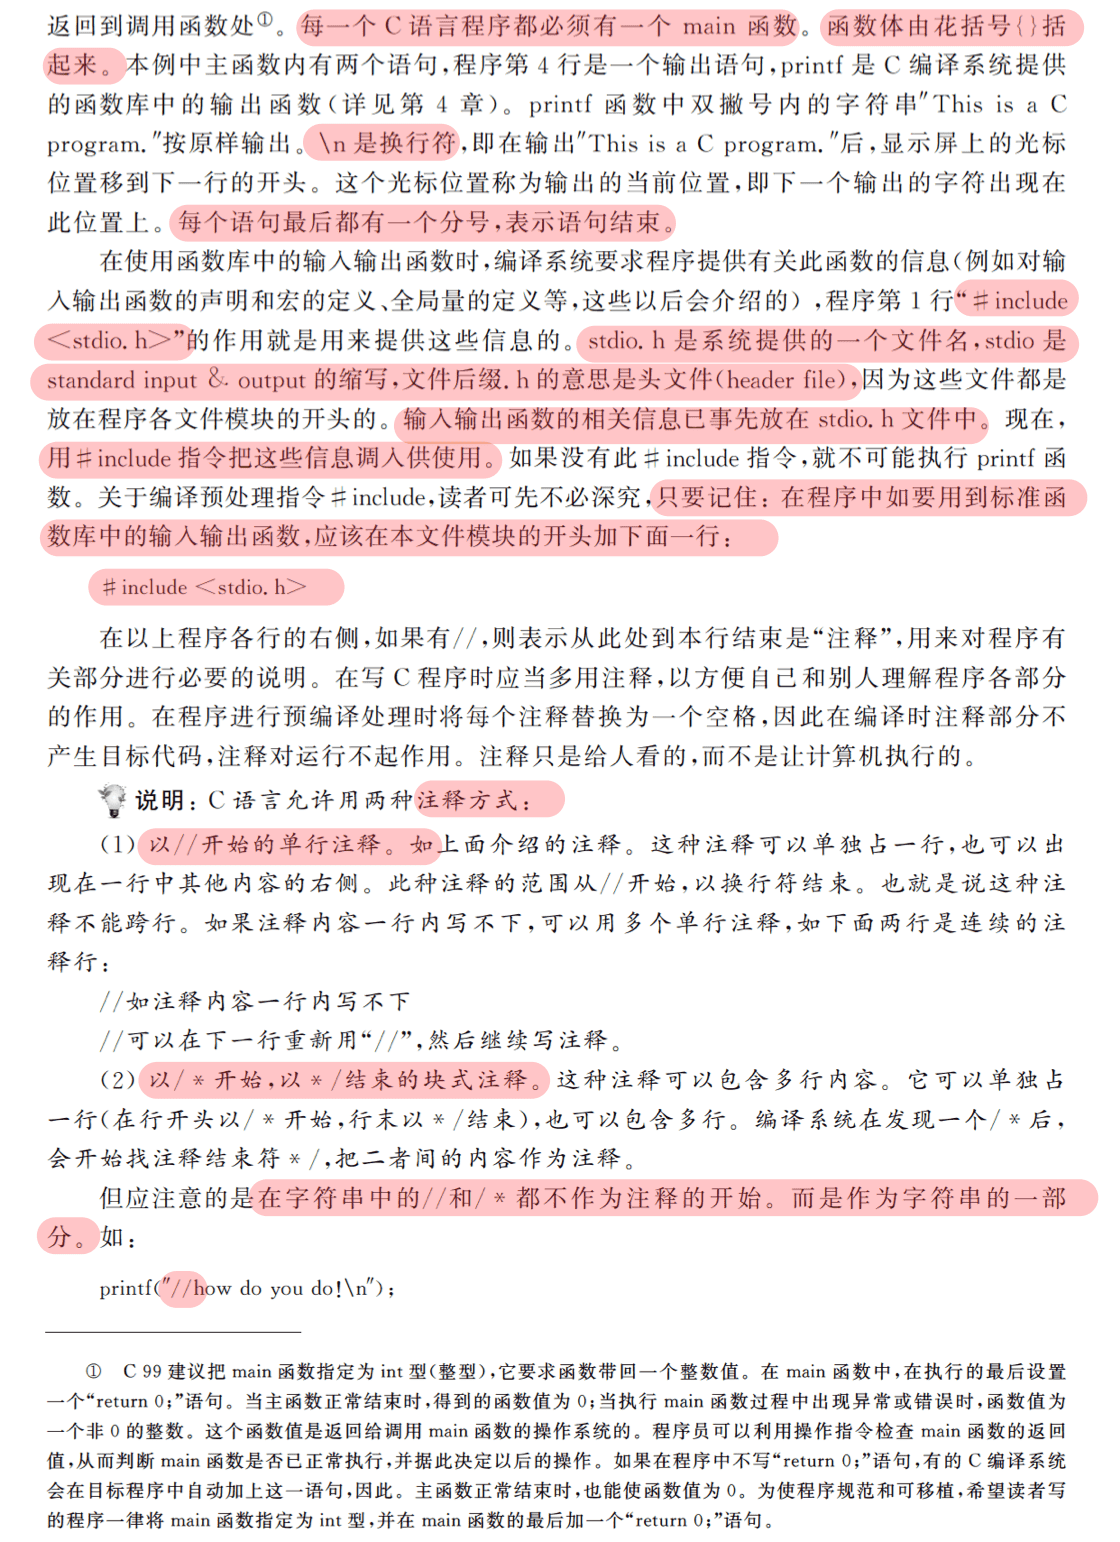 返回到调用函数处①。每一个 C 语言程序都必须有一个 main 函数。函数体由花括号{}括
起来。本例中主函数内有两个语句,程序第 4 行是一个输出语句,printf 是 C 编译系统提供
的函数库中的输出函数(详见第 4 章)。printf 函数中双撇号内的字符串"This is a C
program."按原样输出。\n 是换行符,即在输出"This is a C program."后,显示屏上的光标
位置移到下一行的开头。这个光标位置称为输出的当前位置,即下一个输出的字符出现在
此位置上。每个语句最后都有一个分号,表示语句结束。
在使用函数库中的输入输出函数时,编译系统要求程序提供有关此函数的信息(例如对输
入输出函数的声明和宏的定义、全局量的定义等,这些以后会介绍的),程序第 1 行“#include
<stdio.h>”的作用就是用来提供这些信息的。stdio.h 是系统提供的一个文件名,stdio 是
standard input & output 的缩写,文件后缀.h 的意思是头文件(header file),因为这些文件都是
放在程序各文件模块的开头的。输入输出函数的相关信息已事先放在 stdio.h 文件中。现在,
用#include 指令把这些信息调入供使用。如果没有此#include 指令,就不可能执行 printf 函
数。关于编译预处理指令#include,读者可先不必深究,只要记住:在程序中如要用到标准函
数库中的输入输出函数,应该在本文件模块的开头加下面一行:
#include <stdio.h>
在以上程序各行的右侧,如果有//,则表示从此处到本行结束是“注释”,用来对程序有
关部分进行必要的说明。在写 C 程序时应当多用注释,以方便自己和别人理解程序各部分
的作用。在程序进行预编译处理时将每个注释替换为一个空格,因此在编译时注释部分不
产生目标代码,注释对运行不起作用。注释只是给人看的,而不是让计算机执行的。
说明:C 语言允许用两种注释方式:
(1) 以//开始的单行注释。如上面介绍的注释。这种注释可以单独占一行,也可以出
现在一行中其他内容的右侧。此种注释的范围从//开始,以换行符结束。也就是说这种注
释不能跨行。如果注释内容一行内写不下,可以用多个单行注释,如下面两行是连续的注
释行:
//如注释内容一行内写不下
//可以在下一行重新用“//”,然后继续写注释。
(2) 以/*开始,以*/结束的块式注释。这种注释可以包含多行内容。它可以单独占
一行(在行开头以/*开始,行末以*/结束),也可以包含多行。编译系统在发现一个/*后,
会开始找注释结束符*/,把二者间的内容作为注释。
但应注意的是在字符串中的//和/*都不作为注释的开始。而是作为字符串的一部
分。如:
printf("//how do you do!\n");
① C 99 建议把 main 函数指定为 int 型(整型),它要求函数带回一个整数值。在 main 函数中,在执行的最后设置
一个“return 0;”语句。当主函数正常结束时,得到的函数值为 0;当执行 main 函数过程中出现异常或错误时,函数值为
一个非 0 的整数。这个函数值是返回给调用 main 函数的操作系统的。程序员可以利用操作指令检查 main 函数的返回
值,从而判断 main 函数是否已正常执行,并据此决定以后的操作。如果在程序中不写“return 0;”语句,有的 C 编译系统
会在目标程序中自动加上这一语句,因此。主函数正常结束时,也能使函数值为 0。为使程序规范和可移植,希望读者写
的程序一律将 main 函数指定为 int 型,并在 main 函数的最后加一个“return 0;”语句。